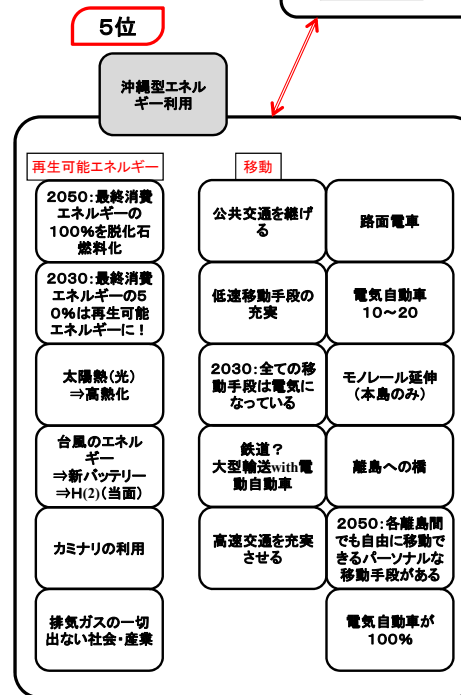 5位
沖縄型エネル
ギー利用
再生可能エネルギー
2050：最終消費
エネルギーの
100％を脱化石
燃料化
2030：最終消費
エネルギーの5
0％は再生可能
エネルギーに！
太陽熱（光）
⇒高熱化
台風のエネル
ギー
⇒新バッテリー
⇒H(2)（当面）
カミナリの利用
排気ガスの一切
出ない社会・産業
移動
公共交通を継げ
る
低速移動手段の
充実
2030：全ての移
動手段は電気に
なっている
鉄道？
大型輸送with電
動自動車
高速交通を充実
させる
路面電車
電気自動車
10～20
モノレール延伸
（本島のみ）
離島への橋
2050：各離島間
でも自由に移動で
きるパーソナルな
移動手段がある
電気自動車が
100％